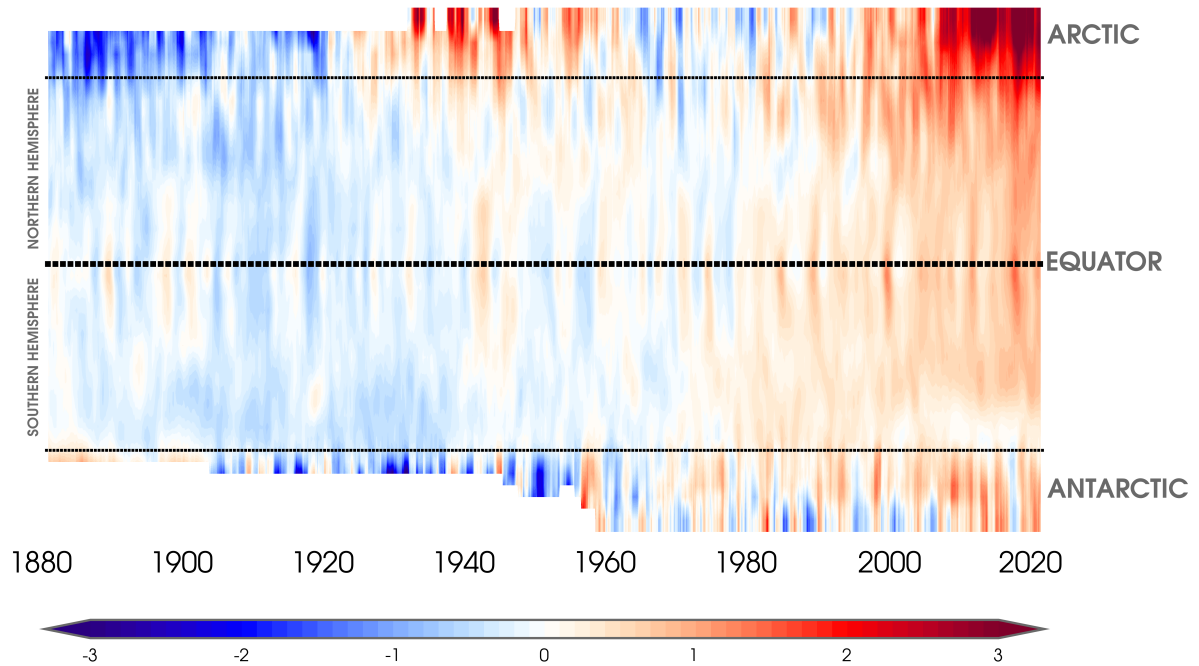 ARCTIC
NORTHERN HEMISPHERE
EQUATOR
SOUTHERN HEMISPHERE
ANTARCTIC
1880 1900 1920 1940 1960 1980 2000 2020
-3 -2 -1 0 1 2 3